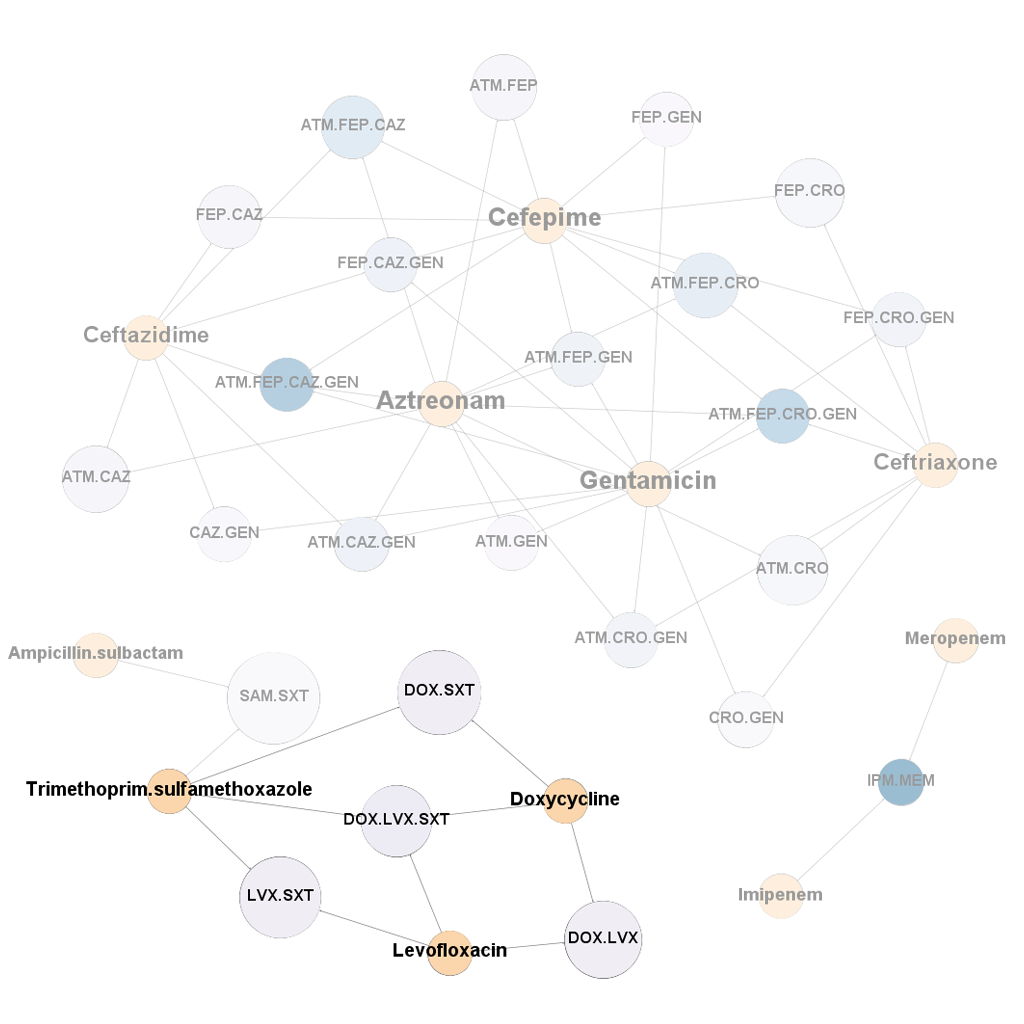 ATM.FEP
FEP.GEN
ATM.FEP.CAZ
FEP.CRO
FEP.CAZ
Cefepime
FEP.CAZ.GEN
ATM.FEP.CRO
FEP.CRO.GEN
Ceftazidime
ATM.FEP.GEN
ATM.FEP.CAZ.GEN
Aztreonam
ATM.FEP.CRO.GEN
Ceftriaxone
ATM.CAZ
Gentamicin
CAZ.GEN
ATM.CAZ.GEN
ATM.GEN
ATM.CRO
ATM.CRO.GEN
Meropenem
Ampicillin.sulbactam
SAM.SXT
DOX.SXT
CRO.GEN
IPM.MEM
Trimethoprim.sulfamethoxazole
Doxycycline
DOX.LVX.SXT
LVX.SXT
Imipenem
DOX.LVX
Levofloxacin